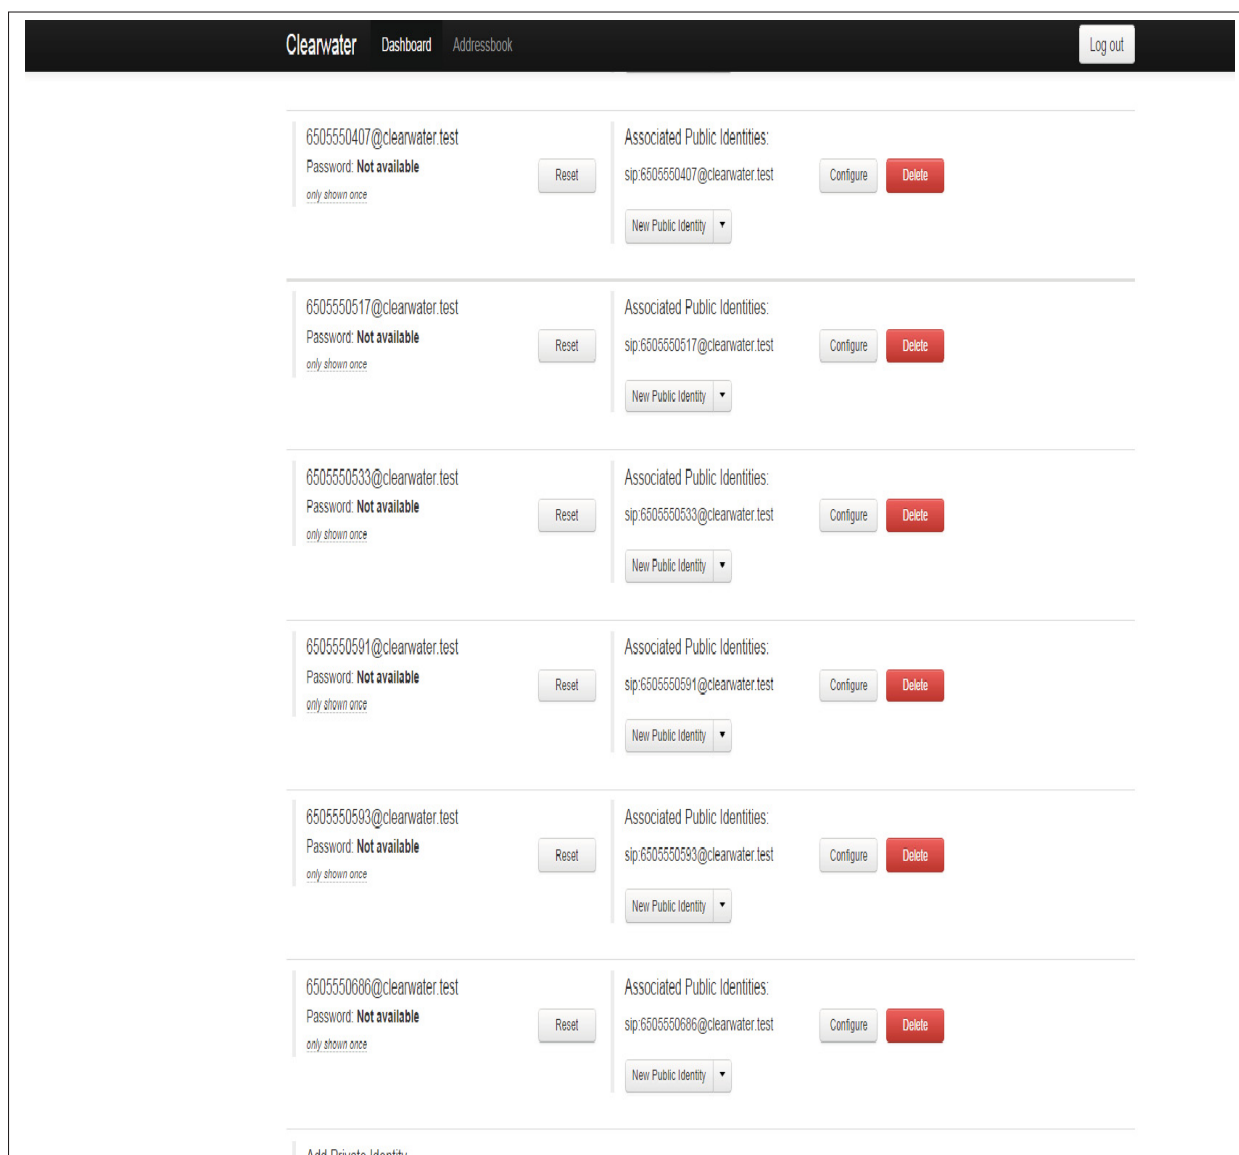 Clearwater Dashboard Addressbook Log out
6505550407@clearwater.test Associated Public Identities:
Password: Not available Reset sip:6505550407@clearwater.test Configure Delete
only shown once
New Public Identity
6505550517@clearwater.test Associated Public Identities:
Password: Not available Reset sip:6505550517@clearwater.test Configure Delete
only shown once
New Public Identity
6505550533@clearwater.test Associated Public Identities:
Password: Not available Reset sip:6505550533@clearwater.test Configure Delete
only shown once
New Public Identity
6505550591@clearwater.test Associated Public Identities:
Password: Not available Reset sip:6505550591@clearwater.test Configure Delete
only shown once
New Public Identity
6505550593@clearwater.test Associated Public Identities:
Password: Not available Reset sip:6505550593@clearwater.test Configure Delete
only shown once
New Public Identity
6505550686@clearwater.test Associated Public Identities:
Password: Not available Reset sip:6505550686@clearwater.test Configure Delete
only shown once
New Public Identity
Add Private Identity